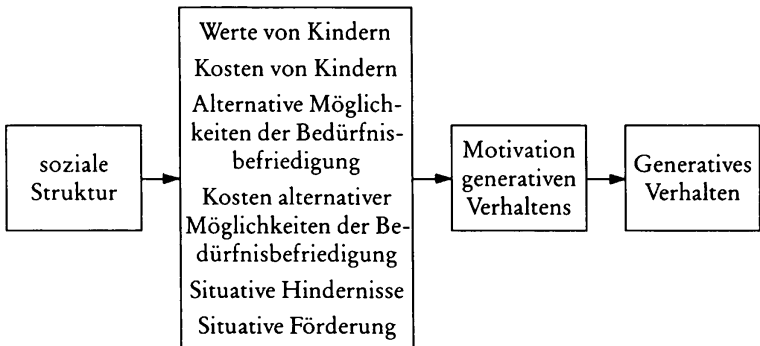 soziale
Struktur
Werte von Kindern
Kosten von Kindern
Alternative Möglich-
keiten der Bedürfnis-
befriedigung
Kosten alternativer
Möglichkeiten der Be-
dürfnisbefriedigung
Situative Hindernisse
Situative Förderung
Motivation
generativen
Verhaltens
Generatives
Verhalten